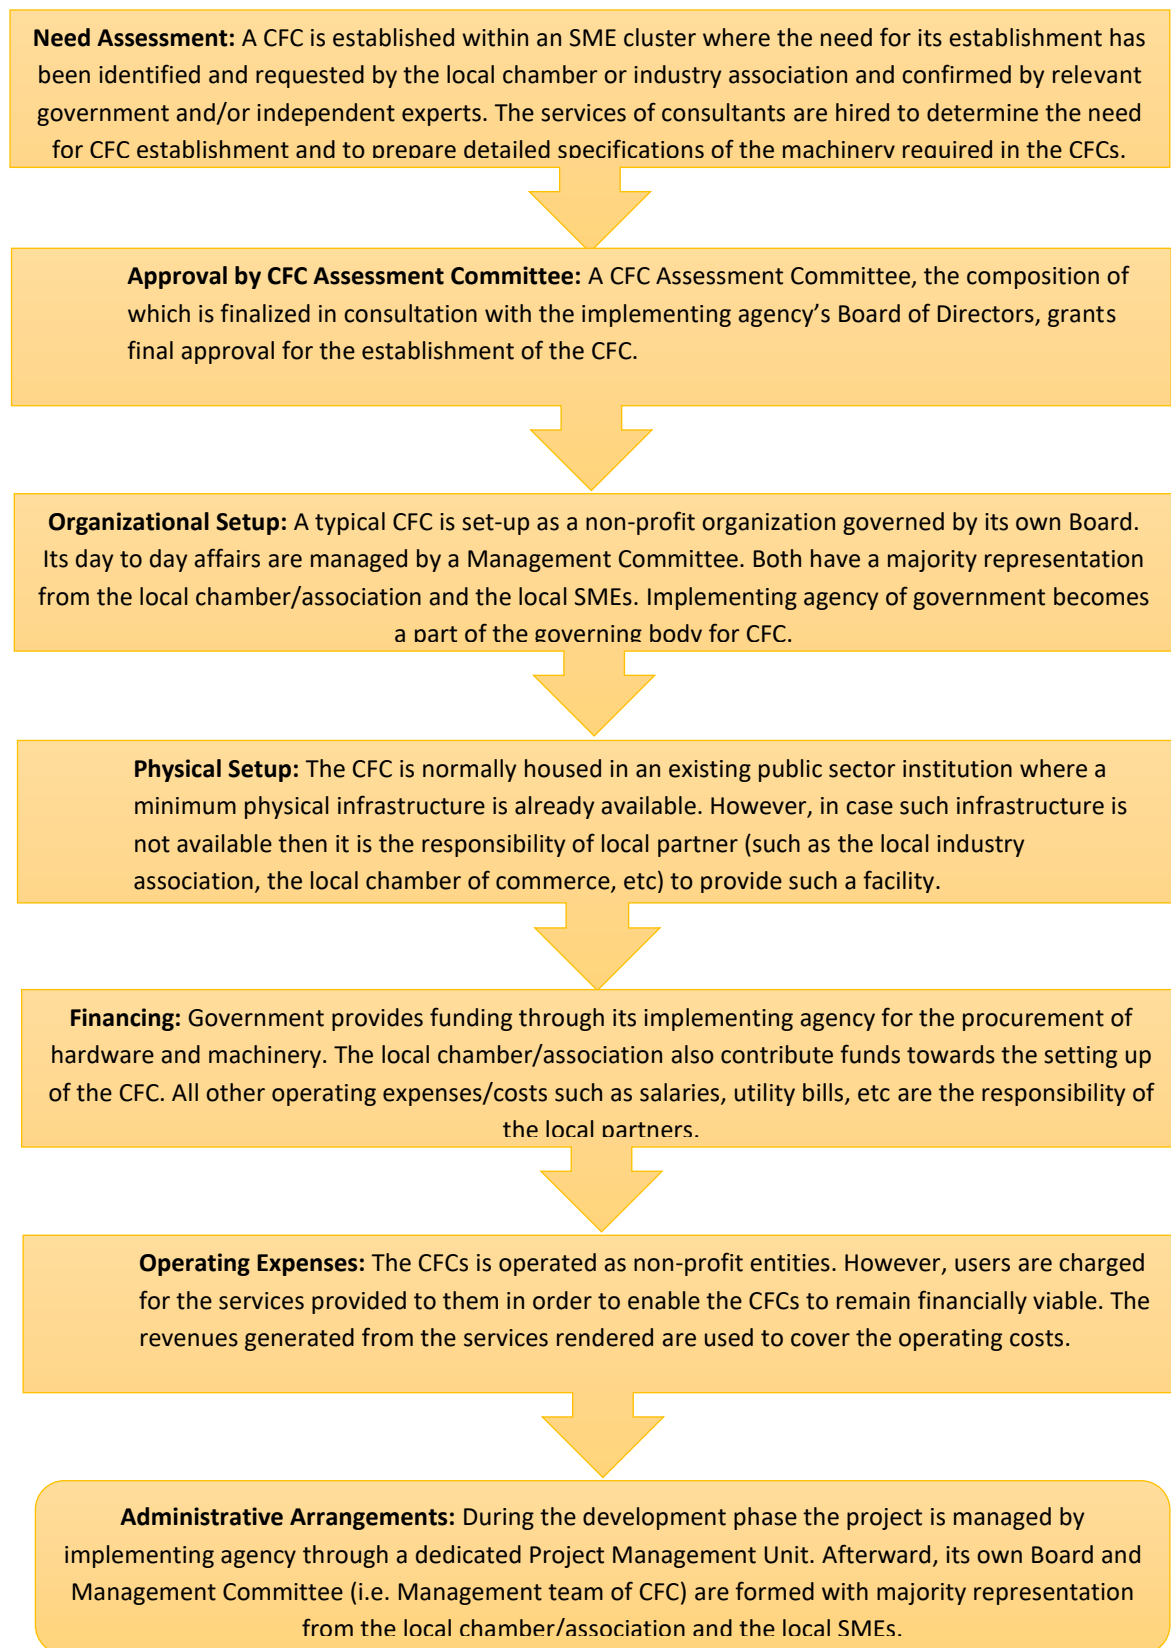 Need Assessment: A CFC is established within an SME cluster where the need for its establishment has
been identified and requested by the local chamber or industry association and confirmed by relevant
government and/or independent experts. The services of consultants are hired to determine the need
for CFC establishment and to prepare detailed specifications of the machinery required in the CFCs.
Approval by CFC Assessment Committee: A CFC Assessment Committee, the composition of
which is finalized in consultation with the implementing agency’s Board of Directors, grants
final approval for the establishment of the CFC.
Organizational Setup: A typical CFC is set-up as a non-profit organization governed by its own Board.
Its day to day affairs are managed by a Management Committee. Both have a majority representation
from the local chamber/association and the local SMEs. Implementing agency of government becomes
a part of the governing body for CFC.
Physical Setup: The CFC is normally housed in an existing public sector institution where a
minimum physical infrastructure is already available. However, in case such infrastructure is
not available then it is the responsibility of local partner (such as the local industry
association, the local chamber of commerce, etc) to provide such a facility.
Financing: Government provides funding through its implementing agency for the procurement of
hardware and machinery. The local chamber/association also contribute funds towards the setting up
of the CFC. All other operating expenses/costs such as salaries, utility bills, etc are the responsibility of
the local partners.
Operating Expenses: The CFCs is operated as non-profit entities. However, users are charged
for the services provided to them in order to enable the CFCs to remain financially viable. The
revenues generated from the services rendered are used to cover the operating costs.
Administrative Arrangements: During the development phase the project is managed by
implementing agency through a dedicated Project Management Unit. Afterward, its own Board and
Management Committee (i.e. Management team of CFC) are formed with majority representation
from the local chamber/association and the local SMEs.